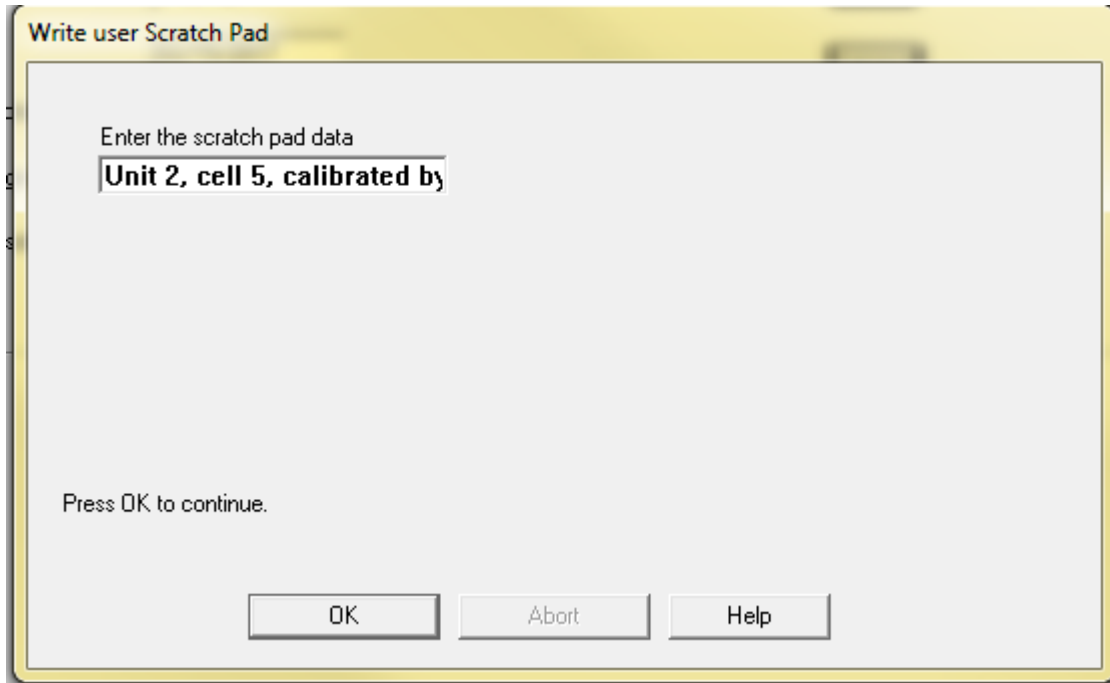 Write user Scratch Pad
Enter the scratch pad data
Unit 2, cell 5, calibrated by
Press OK to continue.
OK
Abort
Help